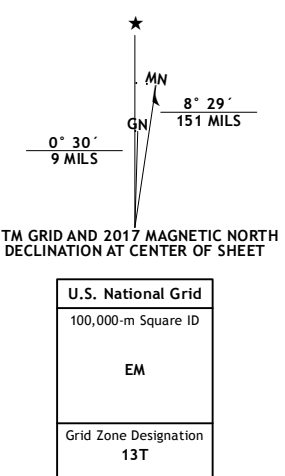 ★
MN
8° 29´
GN
151 MILS
0° 30´
9 MILS
TM GRID AND 2017 MAGNETIC NORTH
DECLINATION AT CENTER OF SHEET
U.S. National Grid
100,000-m Square ID
EM
Grid Zone Designation
13T